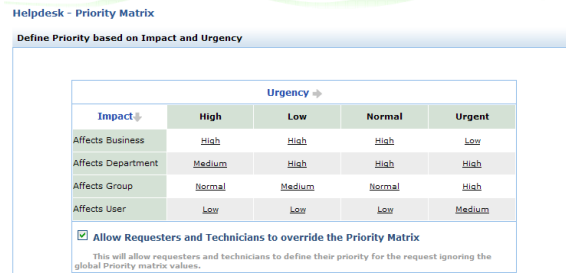 Helpdesk - Priority Matrix
Define Priority based on Impact and Urgency
Urgency
Impact High Low Normal Urgent
Affects Business High High High Low
Affects Department Medium High High High
Affects Group Normal Medium Normal High
Affects User Low Low Low Medium
Allow Requesters and Technicians to override the Priority Matrix
This will allow requesters and technicians to define their priority for the request ignoring the
global Priority matrix values.